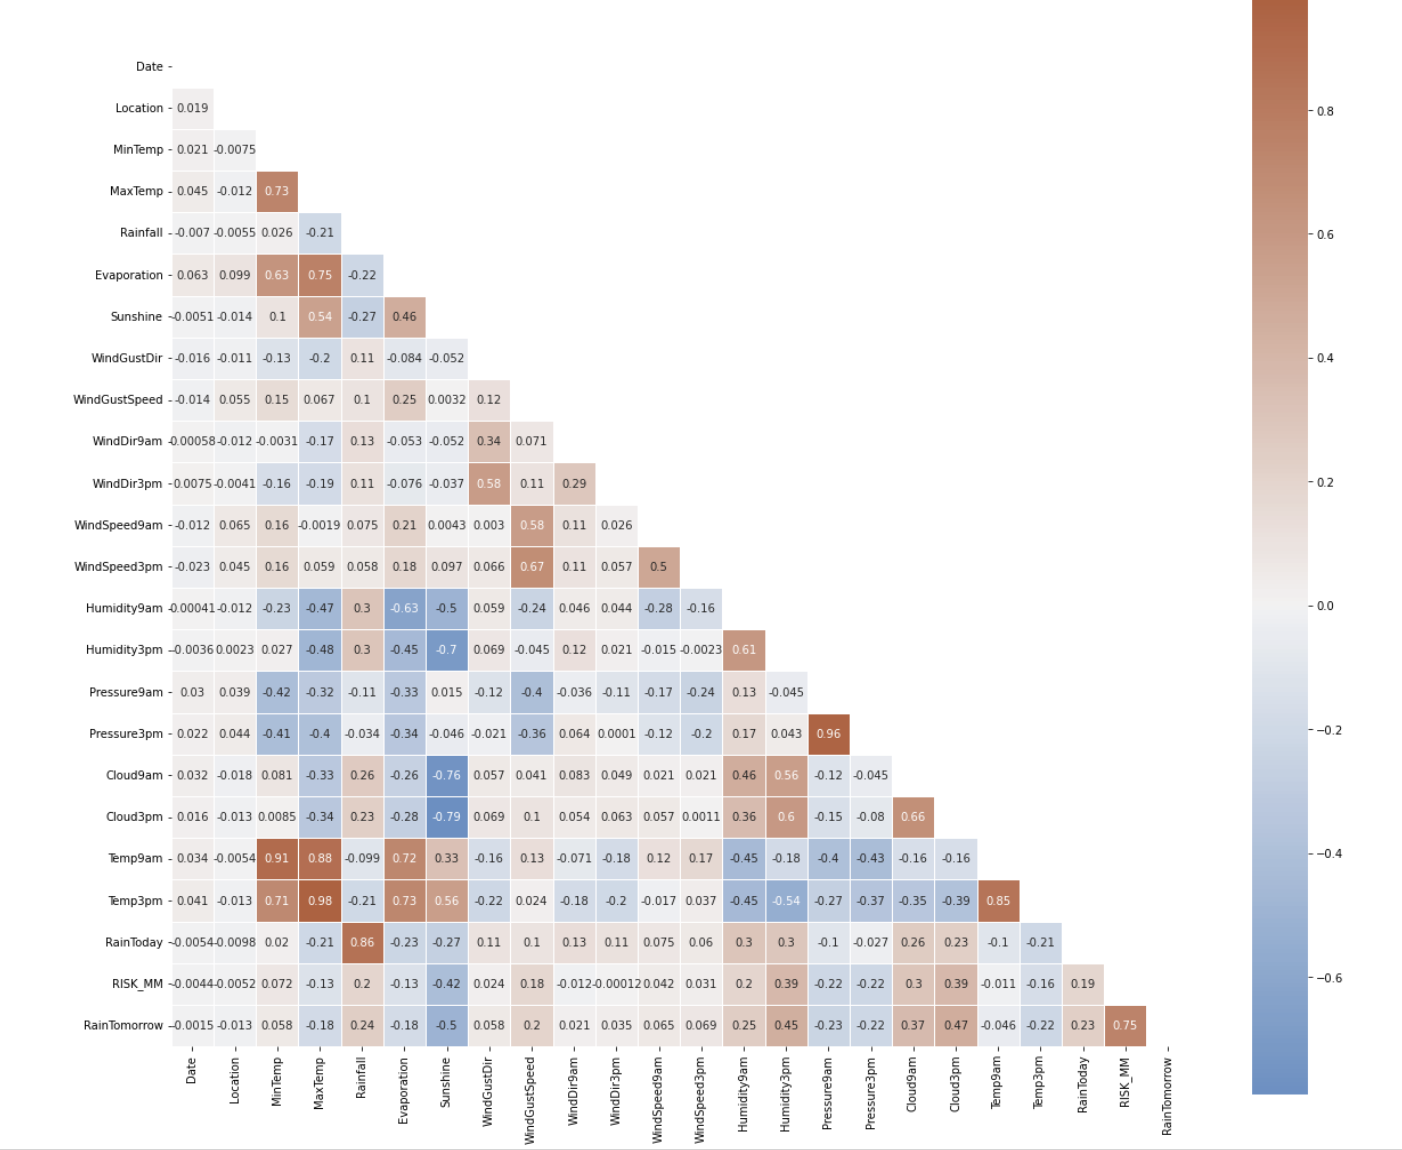 Date
Location 0.019
MinTemp 0.021 -0.0075
MaxTemp 0.045 -0.012 0.73
Rainfall -0.007 -0.0055 0.026 -0.21
Evaporation 0.063 0.099 0.63 0.75 -0.22
Sunshine -0.0051 -0.014 0.1 0.54 -0.27 0.46
WindGustDir -0.016 -0.011 -0.13 -0.2 0.11 -0.084 -0.052
WindGustSpeed -0.014 0.055 0.15 0.067 0.1 0.25 0.0032 0.12
WindDir9am -0.00058 -0.012 -0.0031 -0.17 0.13 -0.053 -0.052 0.34 0.071
WindDir3pm 0.0075 -0.0041 -0.16 -0.19 0.11 -0.076 -0.037 0.58 0.11 0.29
WindSpeed9am -0.012 0.065 0.16 -0.0019 0.075 0.21 0.0043 0.003 0.58 0.11 0.026
WindSpeed3pm -0.023 0.045 0.16 0.059 0.058 0.18 0.097 0.066 0.67 0.11 0.057 0.5
Humidity9am -0.00041 -0.012 -0.23 -0.47 0.3 -0.63 -0.5 0.059 -0.24 0.046 0.044 -0.28 -0.16
Humidity3pm -0.0036 0.0023 0.027 -0.48 0.3 -0.45 -0.7 0.069 -0.045 0.12 0.021 -0.015 -0.0023 0.61
Pressure9am 0.03 0.039 -0.42 -0.32 -0.11 -0.33 0.015 -0.12 -0.4 -0.036 -0.11 -0.17 -0.24 0.13 -0.045
Pressure3pm 0.022 0.044 -0.41 -0.4 -0.034 -0.34 -0.046 -0.021 -0.36 0.064 0.0001 -0.12 -0.2 0.17 0.043 0.96
Cloud9am 0.032 -0.018 0.081 -0.33 0.26 -0.26 -0.76 0.057 0.041 0.083 0.049 0.021 0.021 0.46 0.56 -0.12 -0.045
Cloud3pm 0.016 -0.013 0.0085 -0.34 0.23 -0.28 -0.79 0.069 0.1 0.054 0.063 0.057 0.0011 0.36 0.6 -0.15 -0.08 0.66
Temp9am 0.034 -0.0054 0.91 0.88 -0.099 0.72 0.33 -0.16 0.13 -0.071 -0.18 0.12 0.17 -0.45 -0.18 -0.4 -0.43 -0.16 -0.16
Temp3pm 0.041 -0.013 0.71 0.98 -0.21 0.73 0.56 -0.22 0.024 -0.18 -0.2 -0.017 0.037 -0.45 -0.54 -0.27 -0.37 -0.35 -0.39 0.85
RainToday -0.0054 -0.0098 0.02 -0.21 0.86 -0.23 -0.27 0.11 0.1 0.13 0.11 0.075 0.06 0.3 0.3 -0.1 -0.027 0.26 0.23 -0.1 -0.21
RISK_MM -0.0044 -0.0052 0.072 -0.13 0.2 -0.13 -0.42 0.024 0.18 -0.012 -0.00012 0.042 0.031 0.2 0.39 -0.22 -0.22 0.3 0.39 -0.011 -0.16 0.19
RainTomorrow -0.0015 -0.013 0.058 -0.18 0.24 -0.18 -0.5 0.058 0.2 0.021 0.035 0.065 0.069 0.25 0.45 -0.23 -0.22 0.37 0.47 -0.046 -0.22 0.23 0.75
Date Location MinTemp MaxTemp Rainfall Evaporation Sunshine WindGustDir WindGustSpeed WindDir9am WindDir3pm WindSpeed9am WindSpeed3pm Humidity9am Humidity3pm Pressure9am Pressure3pm Cloud9am Cloud3pm Temp9am Temp3pm RainToday RISK_MM RainTomorrow
0.8
0.6
0.4
0.2
0.0
−0.2
−0.4
−0.6